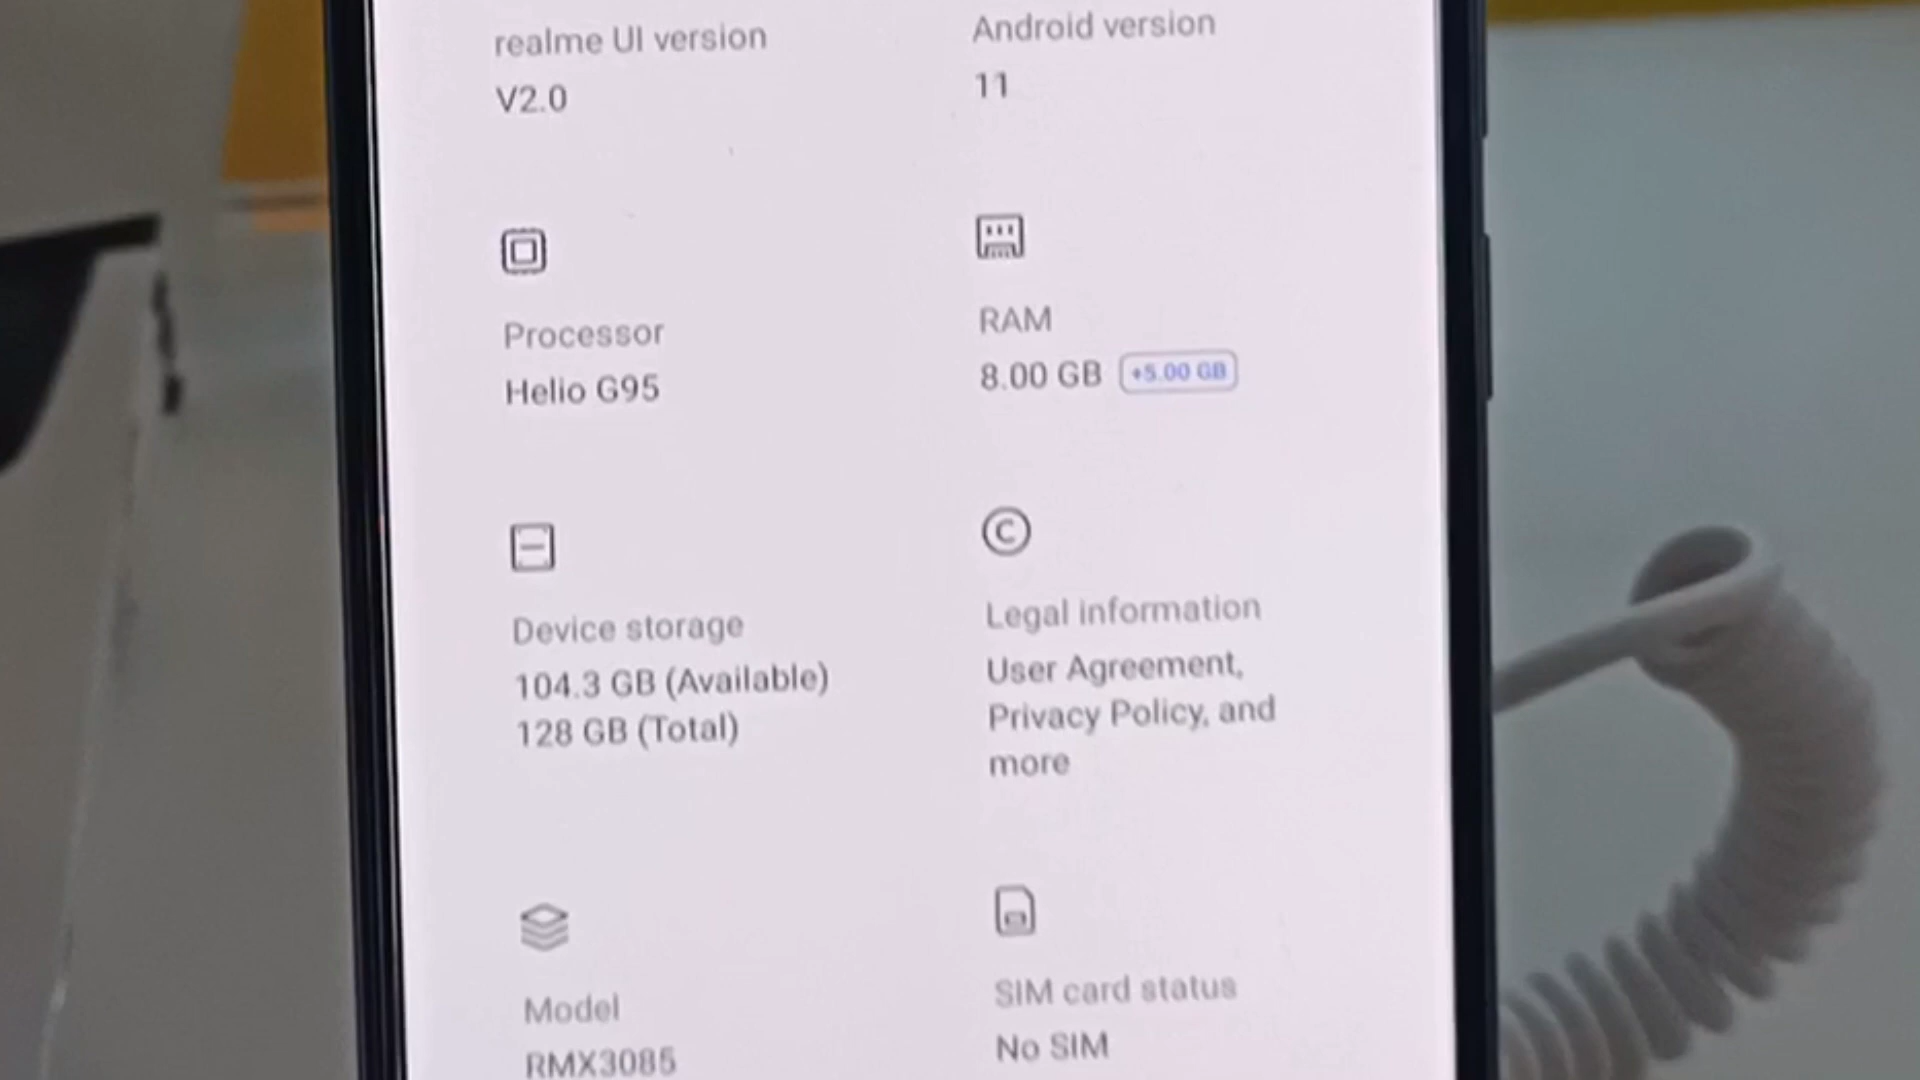 realme UI version
V2.0
Android version
11
Processor
Helio G95
RAM
8.00 GB +5.00 GB
Device storage
104.3 GB (Available)
128 GB (Total)
Legal information
User Agreement,
Privacy Policy, and
more
Model
RMX3085
SIM card status
No SIM